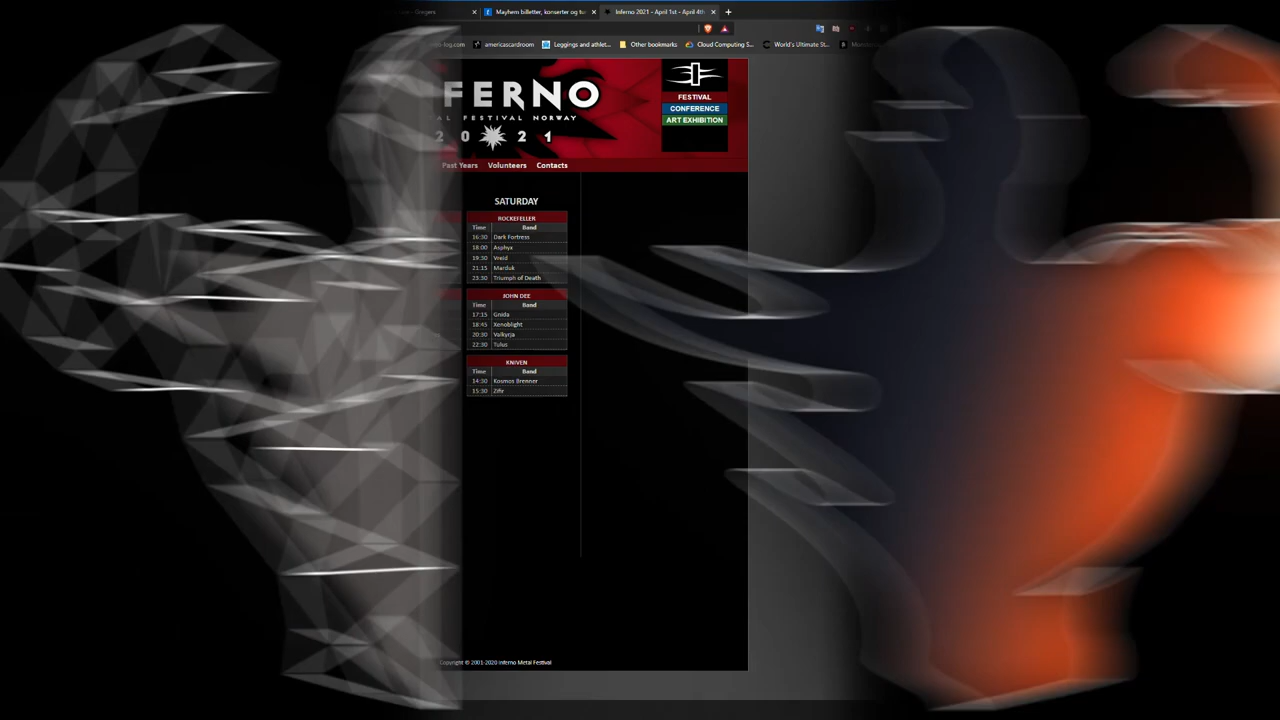 Mayhem billetter, konserter og tu
Inferno 2021 - April 1st - April 4th
americascardroom
Leggings and athlet...
Other bookmarks
Cloud Computing S...
World's Ultimate St...
FERNO
AL FESTIVAL NORWAY
2021
FESTIVAL
CONFERENCE
ART EXHIBITION
Past Years Volunteers Contacts
SATURDAY
ROCKEFELLER
Time Band
16:30 Dark Fortress
18:00 Asphyx
19:30 Vreid
21:15 Marduk
23:30 Triumph of Death
JOHN DEE
Time Band
17:15 Gnida
18:45 Xenoblight
20:30 Valkyrja
22:30 Tulus
KNIVEN
Time Band
14:30 Kosmos Brenner
15:30 Zifir
Copyright © 2001-2020 Inferno Metal Festival